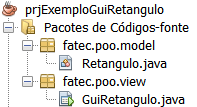 prjExemploGuiRetangulo
Pacotes de Códigos-fonte
fatec.poo.model
Retangulo.java
fatec.poo.view
GuiRetangulo.java